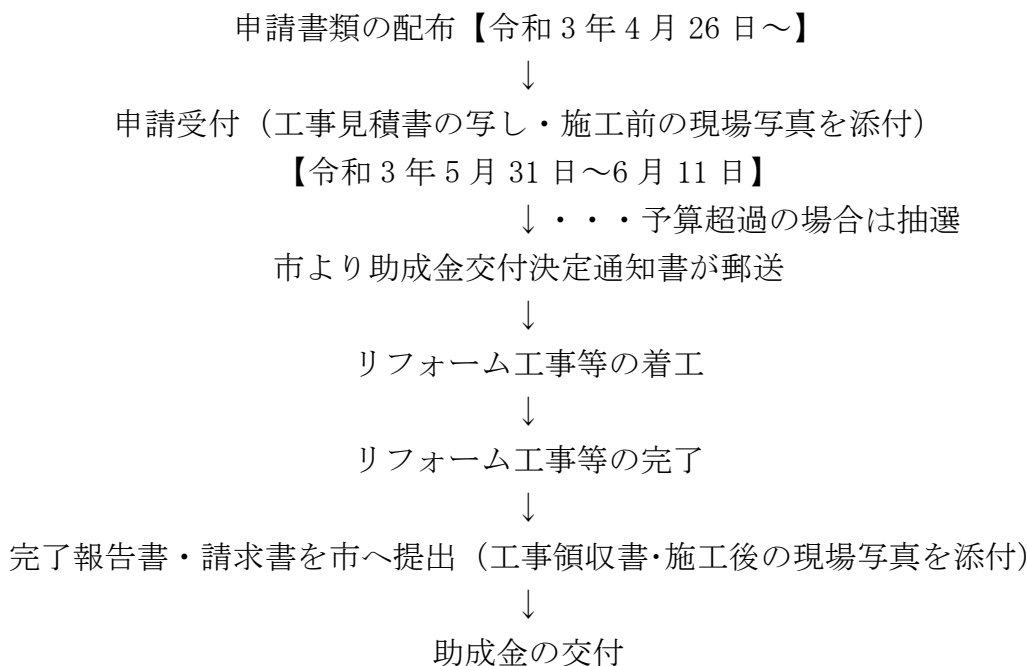 申請書類の配布【令和3年4月26日～】
↓
申請受付（工事見積書の写し・施工前の現場写真を添付）
【令和3年5月31日～6月11日】
↓・・・予算超過の場合は抽選
市より助成金交付決定通知書が郵送
↓
リフォーム工事等の着工
↓
リフォーム工事等の完了
↓
完了報告書・請求書を市へ提出（工事領収書･施工後の現場写真を添付）
↓
助成金の交付